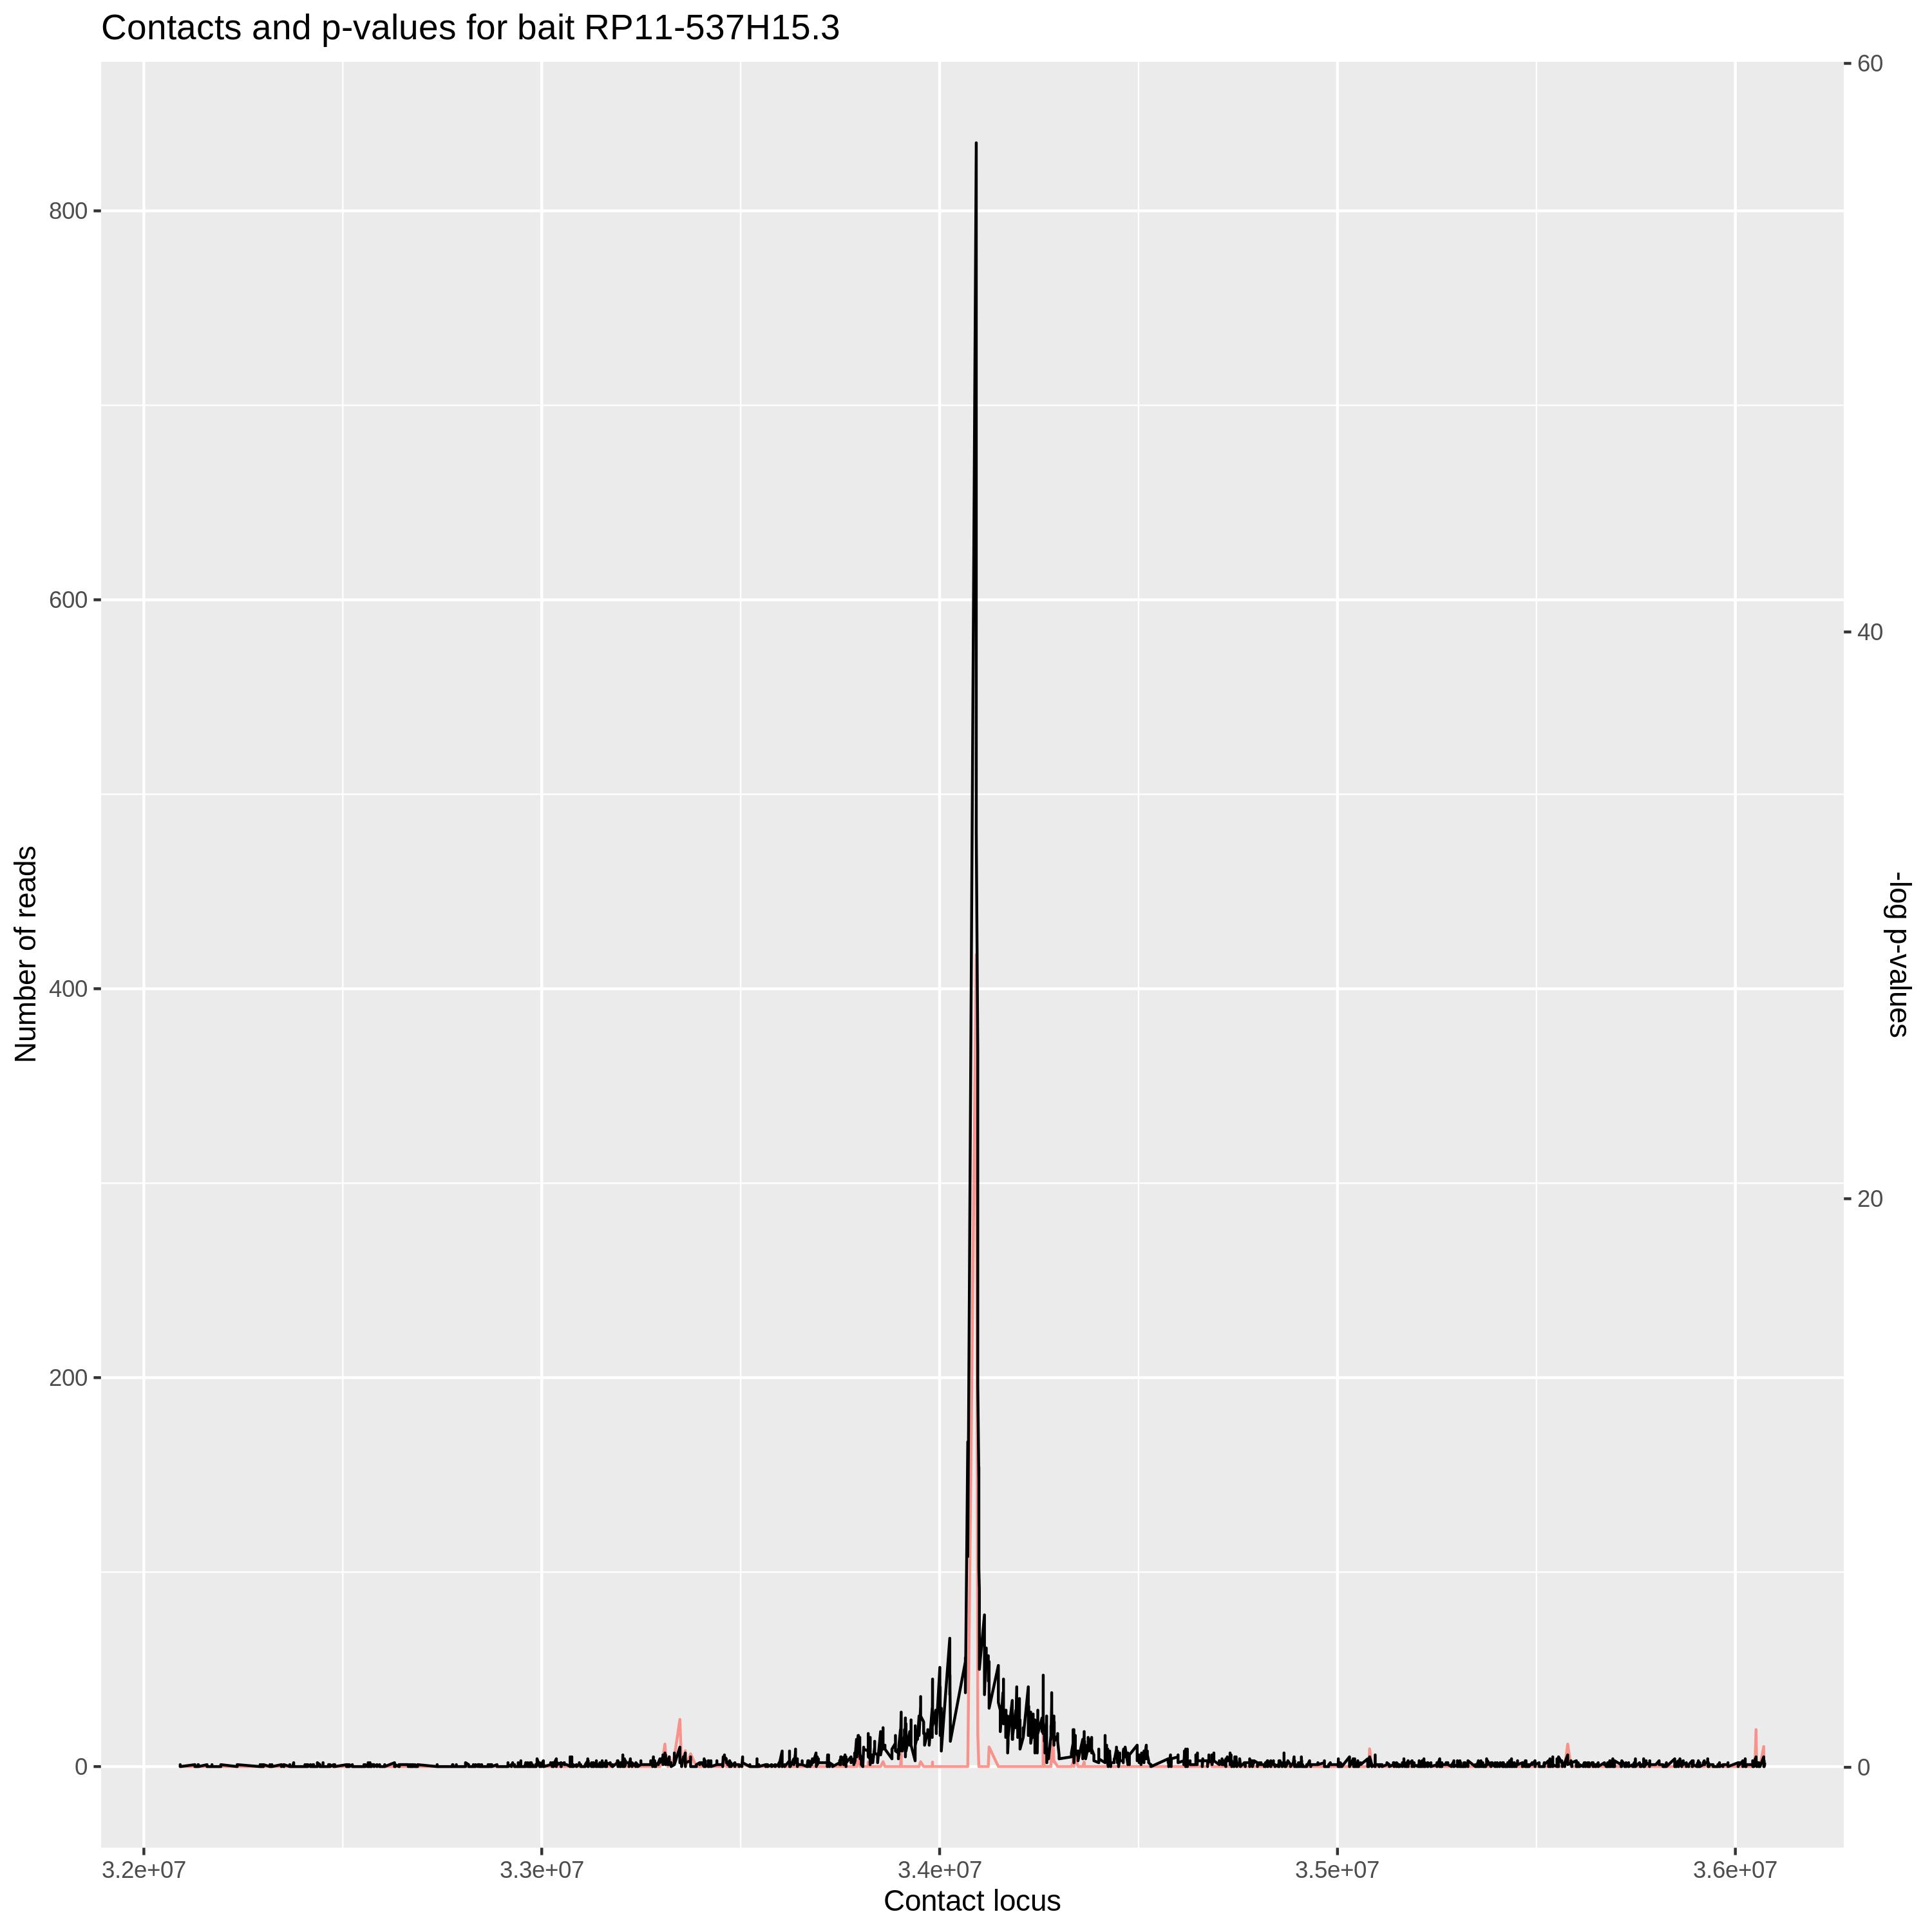 Contacts and p-values for bait RP11-537H15.3
60
800
600
40
Number of reads
-log p-values
400
20
200
0
0
3.2e+07
3.3e+07
3.4e+07
3.5e+07
3.6e+07
Contact locus